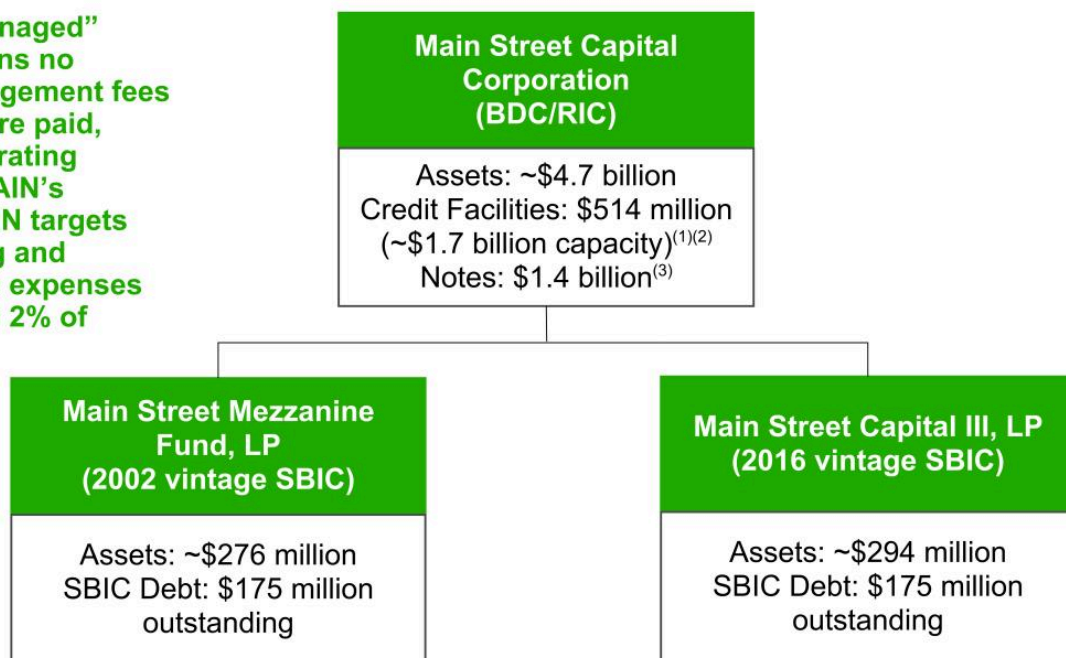 naged”
ns no
gement fees
re paid,
rating
AIN’s
N targets
g and
expenses
2% of
Main Street Capital
Corporation
(BDC/RIC)
Assets: ~$4.7 billion
Credit Facilities: $514 million
(~$1.7 billion capacity)(1)(2)
Notes: $1.4 billion(3)
Main Street Mezzanine
Fund, LP
(2002 vintage SBIC)
Assets: ~$276 million
SBIC Debt: $175 million
outstanding
Main Street Capital III, LP
(2016 vintage SBIC)
Assets: ~$294 million
SBIC Debt: $175 million
outstanding